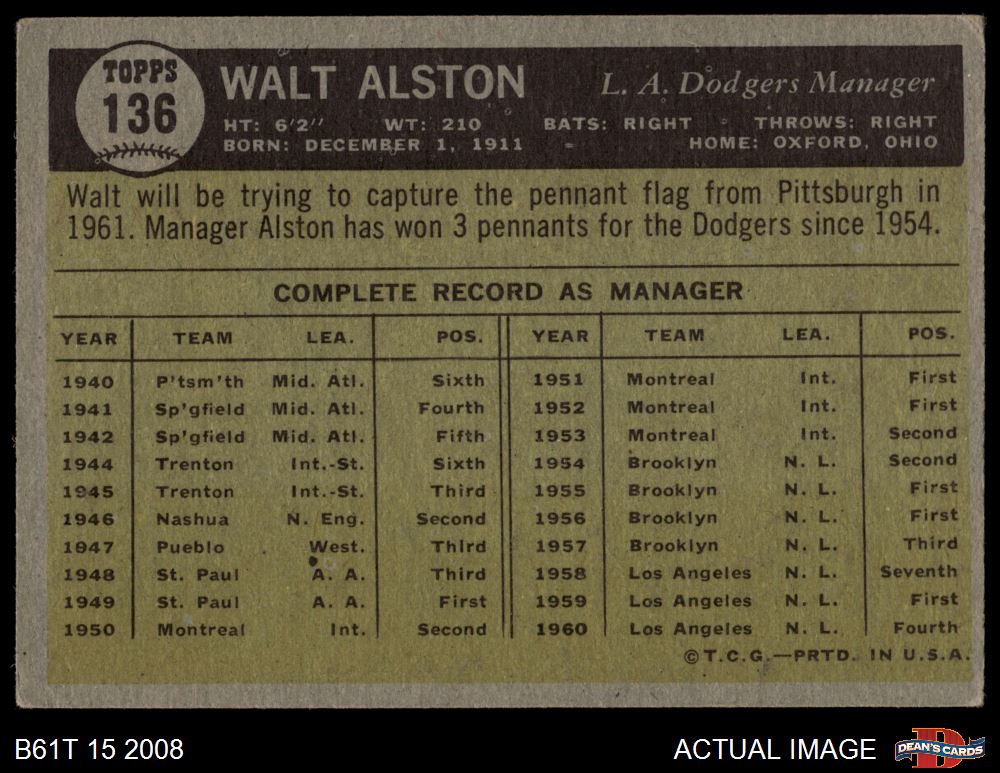 TOPPS
136
WALT ALSTON
L. A. Dodgers Manager
HT: 6'2" WT: 210 BATS: RIGHT THROWS: RIGHT
BORN: DECEMBER 1, 1911 HOME: OXFORD, OHIO
Walt will be trying to capture the pennant flag from Pittsburgh in
1961. Manager Alston has won 3 pennants for the Dodgers since 1954.
COMPLETE RECORD AS MANAGER
YEAR TEAM LEA. POS. YEAR TEAM LEA. POS.
1940 P'tsm'th Mid. Atl. Sixth 1951 Montreal Int. First
1941 Sp'gfield Mid. Atl. Fourth 1952 Montreal Int. First
1942 Sp'gfield Mid. Atl. Fifth 1953 Montreal Int. Second
1944 Trenton Int.-St. Sixth 1954 Brooklyn N. L. Second
1945 Trenton Int.-St. Third 1955 Brooklyn N. L. First
1946 Nashua N. Eng. Second 1956 Brooklyn N. L. First
1947 Pueblo West. Third 1957 Brooklyn N. L. Third
1948 St. Paul A. A. Third 1958 Los Angeles N. L. Seventh
1949 St. Paul A. A. First 1959 Los Angeles N. L. First
1950 Montreal Int. Second 1960 Los Angeles N. L. Fourth
©T.C.G.—PRTD. IN U.S.A.
B61T 15 2008 ACTUAL IMAGE D DEAN'S CARDS